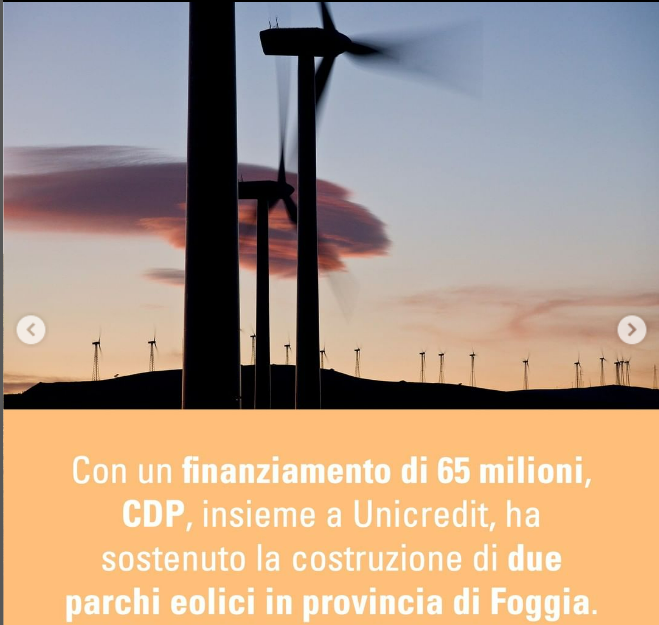 Con un finanziamento di 65 milioni,
CDP, insieme a Unicredit, ha
sostenuto la costruzione di due
parchi eolici in provincia di Foggia.